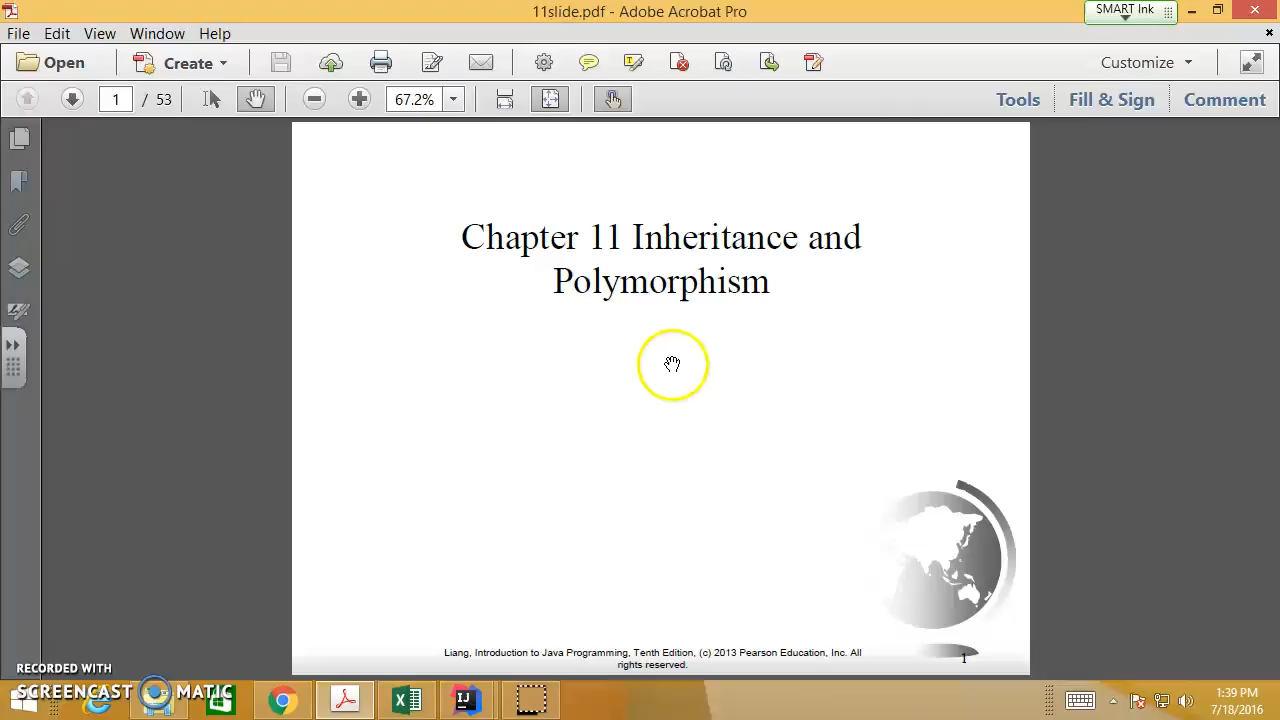 11slide.pdf - Adobe Acrobat Pro
SMART Ink
File Edit View Window Help
Open Create Customize
1 / 53 67.2% Tools Fill & Sign Comment
Chapter 11 Inheritance and
Polymorphism
Liang, Introduction to Java Programming, Tenth Edition, (c) 2013 Pearson Education, Inc. All
rights reserved.
1
RECORDED WITH
SCREENCAST MATIC
IJ
1:39 PM
7/18/2016